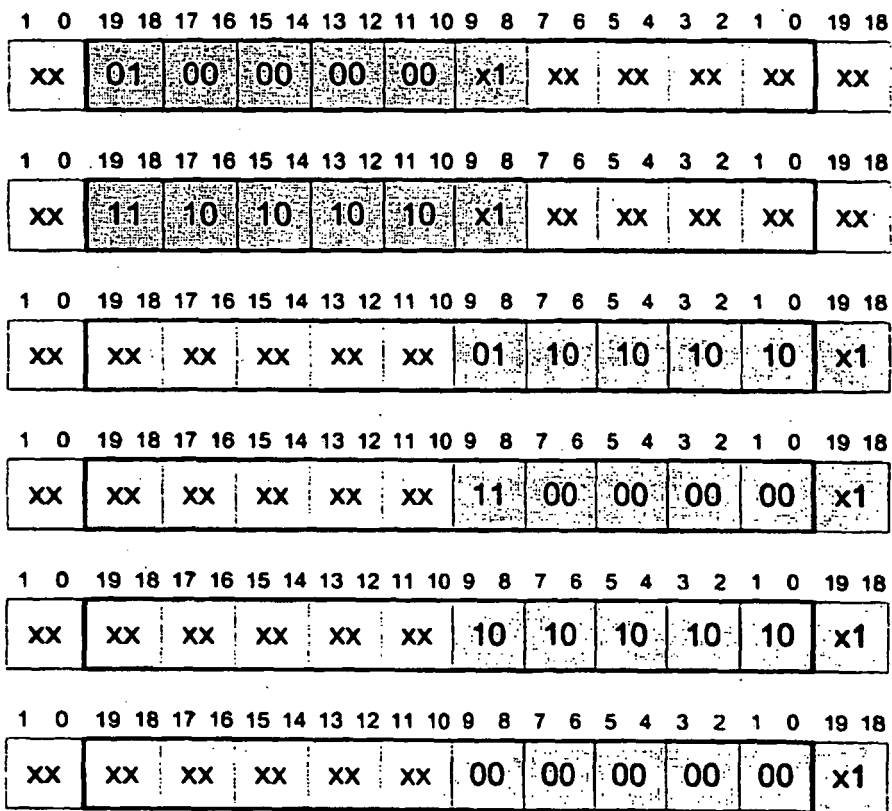 1 0 19 18 17 16 15 14 13 12 11 10 9 8 7 6 5 4 3 2 1 0 19 18
xx 01 00 00 00 00 x1 xx xx xx xx xx
1 0 19 18 17 16 15 14 13 12 11 10 9 8 7 6 5 4 3 2 1 0 19 18
xx 11 10 10 10 10 x1 xx xx xx xx xx
1 0 19 18 17 16 15 14 13 12 11 10 9 8 7 6 5 4 3 2 1 0 19 18
xx xx xx xx xx xx 01 10 10 10 10 x1
1 0 19 18 17 16 15 14 13 12 11 10 9 8 7 6 5 4 3 2 1 0 19 18
xx xx xx xx xx xx 11 00 00 00 00 x1
1 0 19 18 17 16 15 14 13 12 11 10 9 8 7 6 5 4 3 2 1 0 19 18
xx xx xx xx xx xx 10 10 10 10 10 x1
1 0 19 18 17 16 15 14 13 12 11 10 9 8 7 6 5 4 3 2 1 0 19 18
xx xx xx xx xx xx 00 00 00 00 00 x1